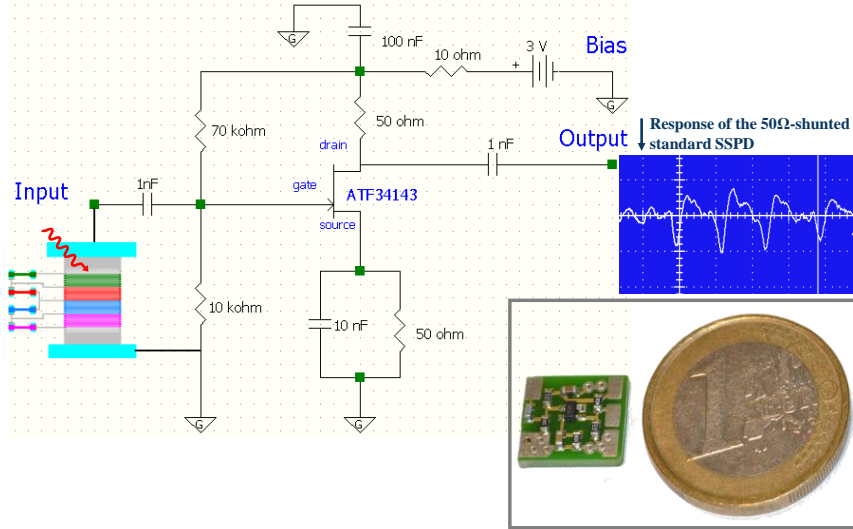 G
100 nF
10 ohm
3 V
+
Bias
G
70 kohm
50 ohm
Response of the 50Ω-shunted
standard SSPD
Output
drain
1 nF
Input
1nF
gate
ATF34143
source
10 kohm
10 nF
50 ohm
G
G
1